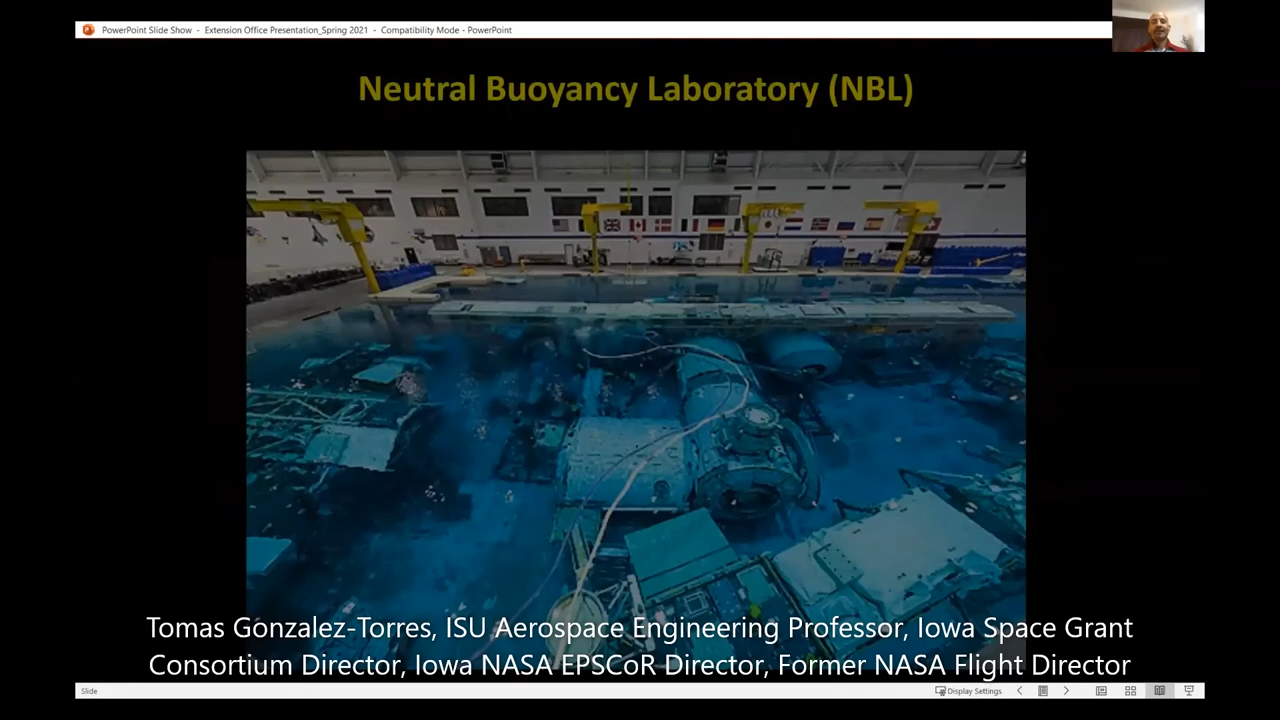 PowerPoint Slide Show - Extension Office Presentation_Spring 2021 - Compatibility Mode - PowerPoint
Neutral Buoyancy Laboratory (NBL)
Tomas Gonzalez-Torres, ISU Aerospace Engineering Professor, Iowa Space Grant
Consortium Director, Iowa NASA EPSCoR Director, Former NASA Flight Director
Slide
Display Settings